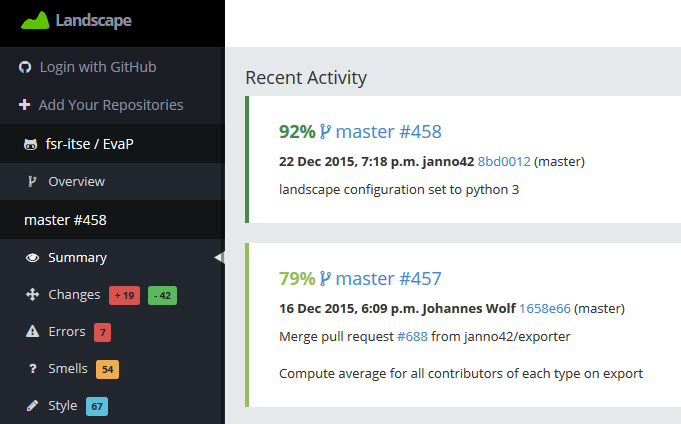 Landscape
Login with GitHub
Add Your Repositories
fsr-itse / EvaP
Overview
master #458
Summary
Changes + 19 - 42
Errors 7
? Smells 54
Style 67
Recent Activity
92% master #458
22 Dec 2015, 7:18 p.m. janno42 8bd0012 (master)
landscape configuration set to python 3
79% master #457
16 Dec 2015, 6:09 p.m. Johannes Wolf 1658e66 (master)
Merge pull request #688 from janno42/exporter
Compute average for all contributors of each type on export